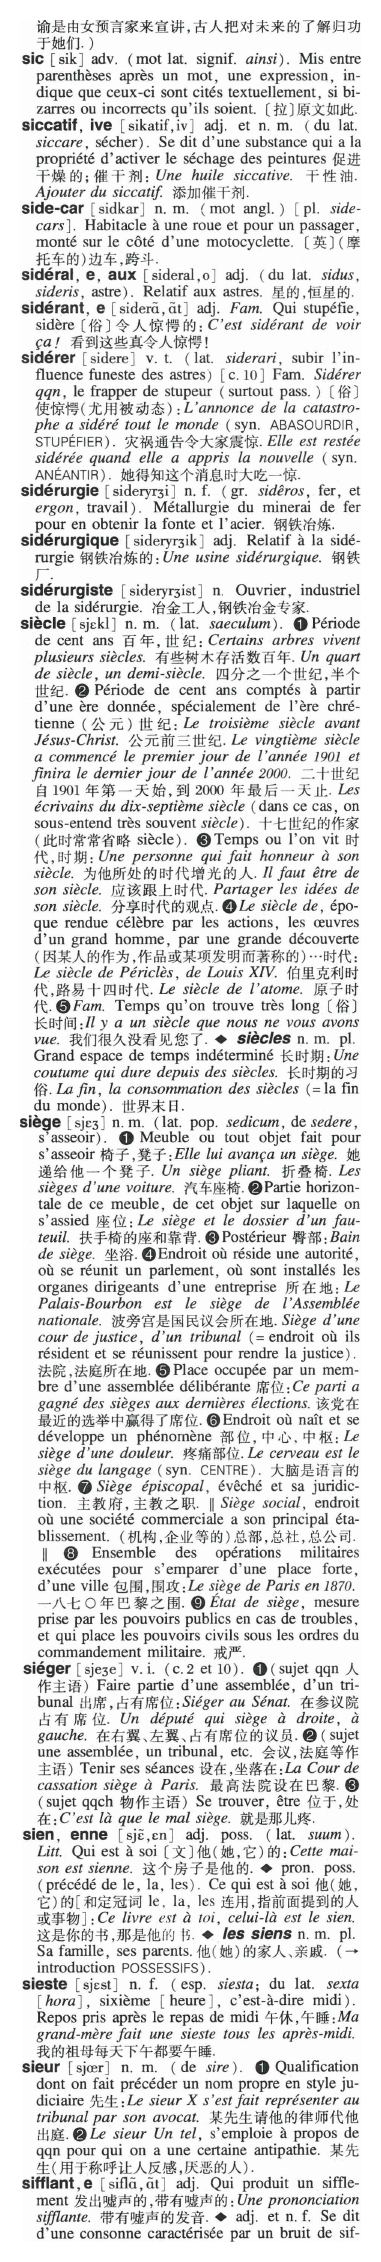 谕是由女预言家来宣讲,古人把对未来的了解归功
于她们.)
sic [sik] adv. (mot lat. signif. ainsi). Mis entre
parenthèses après un mot, une expression, in-
dique que ceux-ci sont cités textuellement, si bi-
zarres ou incorrects qu'ils soient. [拉]原文如此.
siccatif, ive [sikatif,iv] adj. et n. m. (du lat.
siccare, sécher). Se dit d'une substance qui a la
propriété d'activer le séchage des peintures 促进
干燥的; 催干剂: Une huile siccative. 干性油.
Ajouter du siccatif. 添加催干剂.
side-car [sidkar] n. m. (mot angl.) [pl. side-
cars]. Habitacle à une roue et pour un passager,
monté sur le côté d'une motocyclette. [英](摩
托车的)边车,跨斗.
sidéral, e, aux [sideral,o] adj. (du lat. sidus,
sideris, astre). Relatif aux astres. 星的,恒星的.
sidérant, e [siderɑ̃, ɑ̃t] adj. Fam. Qui stupéfie,
sidère [俗]令人惊愕的: C'est sidérant de voir
ça! 看到这些真令人惊愕!
sidérer [sidere] v. t. (lat. siderari, subir l'in-
fluence funeste des astres) [c. 10] Fam. Sidérer
qqn, le frapper de stupeur (surtout pass.) [俗]
使惊愕(尤用被动态): L'annonce de la catastro-
phe a sidéré tout le monde (syn. ABASOURDIR,
STUPÉFIER). 灾祸通告令大家震惊. Elle est restée
sidérée quand elle a appris la nouvelle (syn.
ANÉANTIR). 她得知这个消息时大吃一惊.
sidérurgie [sideryrʒi] n. f. (gr. sidêros, fer, et
ergon, travail). Métallurgie du minerai de fer
pour en obtenir la fonte et l'acier. 钢铁冶炼.
sidérurgique [sideryrʒik] adj. Relatif à la sidé-
rurgie 钢铁冶炼的: Une usine sidérurgique. 钢铁
厂.
sidérurgiste [sideryrʒist] n. Ouvrier, industriel
de la sidérurgie. 冶金工人,钢铁冶金专家.
siècle [sjɛkl] n. m. (lat. saeculum). ❶ Période
de cent ans 百年,世纪: Certains arbres vivent
plusieurs siècles. 有些树木存活数百年. Un quart
de siècle, un demi-siècle. 四分之一个世纪,半个
世纪. ❷ Période de cent ans comptés à partir
d'une ère donnée, spécialement de l'ère chré-
tienne (公元)世纪: Le troisième siècle avant
Jésus-Christ. 公元前三世纪. Le vingtième siècle
a commencé le premier jour de l'année 1901 et
finira le dernier jour de l'année 2000. 二十世纪
自1901年第一天始,到2000年最后一天止. Les
écrivains du dix-septième siècle (dans ce cas, on
sous-entend très souvent siècle). 十七世纪的作家
(此时常常省略 siècle). ❸ Temps ou l'on vit 时
代,时期: Une personne qui fait honneur à son
siècle. 为他所处的时代增光的人. Il faut être de
son siècle. 应该跟上时代. Partager les idées de
son siècle. 分享时代的观点. ❹ Le siècle de, épo-
que rendue célèbre par les actions, les œuvres
d'un grand homme, par une grande découverte
(因某人的作为,作品或某项发明而著称的)…时代:
Le siècle de Périclès, de Louis XIV. 伯里克利时
代,路易十四时代. Le siècle de l'atome. 原子时
代. ❺ Fam. Temps qu'on trouve très long [俗]
长时间: Il y a un siècle que nous ne vous avons
vue. 我们很久没看见您了. ◆ siècles n. m. pl.
Grand espace de temps indéterminé 长时期: Une
coutume qui dure depuis des siècles. 长时期的习
俗. La fin, la consommation des siècles (= la fin
du monde). 世界末日.
siège [sjɛʒ] n. m. (lat. pop. sedicum, de sedere,
s'asseoir). ❶ Meuble ou tout objet fait pour
s'asseoir 椅子,凳子: Elle lui avança un siège. 她
递给他一个凳子. Un siège pliant. 折叠椅. Les
sièges d'une voiture. 汽车座椅. ❷ Partie horizon-
tale de ce meuble, de cet objet sur laquelle on
s'assied 座位: Le siège et le dossier d'un fau-
teuil. 扶手椅的座和靠背. ❸ Postérieur 臀部: Bain
de siège. 坐浴. ❹ Endroit où réside une autorité,
où se réunit un parlement, où sont installés les
organes dirigeants d'une entreprise 所在地: Le
Palais-Bourbon est le siège de l'Assemblée
nationale. 波旁宫是国民议会所在地. Siège d'une
cour de justice, d'un tribunal (= endroit où ils
résident et se réunissent pour rendre la justice).
法院,法庭所在地. ❺ Place occupée par un mem-
bre d'une assemblée délibérante 席位: Ce parti a
gagné des sièges aux dernières élections. 该党在
最近的选举中赢得了席位. ❻ Endroit où naît et se
développe un phénomène 部位,中心,中枢: Le
siège d'une douleur. 疼痛部位. Le cerveau est le
siège du langage (syn. CENTRE). 大脑是语言的
中枢. ❼ Siège épiscopal, évêché et sa juridic-
tion. 主教府,主教之职. ‖ Siège social, endroit
où une société commerciale a son principal éta-
blissement. (机构,企业等的)总部,总社,总公司.
‖ ❽ Ensemble des opérations militaires
exécutées pour s'emparer d'une place forte,
d'une ville 包围,围攻: Le siège de Paris en 1870.
一八七〇年巴黎之围. ❾ État de siège, mesure
prise par les pouvoirs publics en cas de troubles,
et qui place les pouvoirs civils sous les ordres du
commandement militaire. 戒严.
siéger [sjeʒe] v. i. (c. 2 et 10). ❶ (sujet qqn 人
作主语) Faire partie d'une assemblée, d'un tri-
bunal 出席,占有席位: Siéger au Sénat. 在参议院
占有席位. Un député qui siège à droite, à
gauche. 在右翼、左翼、占有席位的议员. ❷ (sujet
une assemblée, un tribunal, etc. 会议,法庭等作
主语) Tenir ses séances 设在,坐落在: La Cour de
cassation siège à Paris. 最高法院设在巴黎. ❸
(sujet qqch 物作主语) Se trouver, être 位于,处
在: C'est là que le mal siège. 就是那儿疼.
sien, enne [sjɛ̃,ɛn] adj. poss. (lat. suum).
Litt. Qui est à soi [文]他(她,它)的: Cette mai-
son est sienne. 这个房子是他的. ◆ pron. poss.
(précédé de le, la, les). Ce qui est à soi 他(她,
它)的[和定冠词 le, la, les 连用,指前面提到的人
或事物]: Ce livre est à toi, celui-là est le sien.
这是你的书,那是他的书. ◆ les siens n. m. pl.
Sa famille, ses parents. 他(她)的家人、亲戚. (→
introduction POSSESSIFS).
sieste [sjɛst] n. f. (esp. siesta; du lat. sexta
[hora], sixième [heure], c'est-à-dire midi).
Repos pris après le repas de midi 午休,午睡: Ma
grand-mère fait une sieste tous les après-midi.
我的祖母每天下午都要午睡.
sieur [sjœr] n. m. (de sire). ❶ Qualification
dont on fait précéder un nom propre en style ju-
diciaire 先生: Le sieur X s'est fait représenter au
tribunal par son avocat. 某先生请他的律师代他
出庭. ❷ Le sieur Un tel, s'emploie à propos de
qqn pour qui on a une certaine antipathie. 某先
生(用于称呼让人反感,厌恶的人).
sifflant, e [siflɑ̃, ɑ̃t] adj. Qui produit un siffle-
ment 发出嘘声的,带有嘘声的: Une prononciation
sifflante. 带有嘘声的发音. ◆ adj. et n. f. Se dit
d'une consonne caractérisée par un bruit de sif-